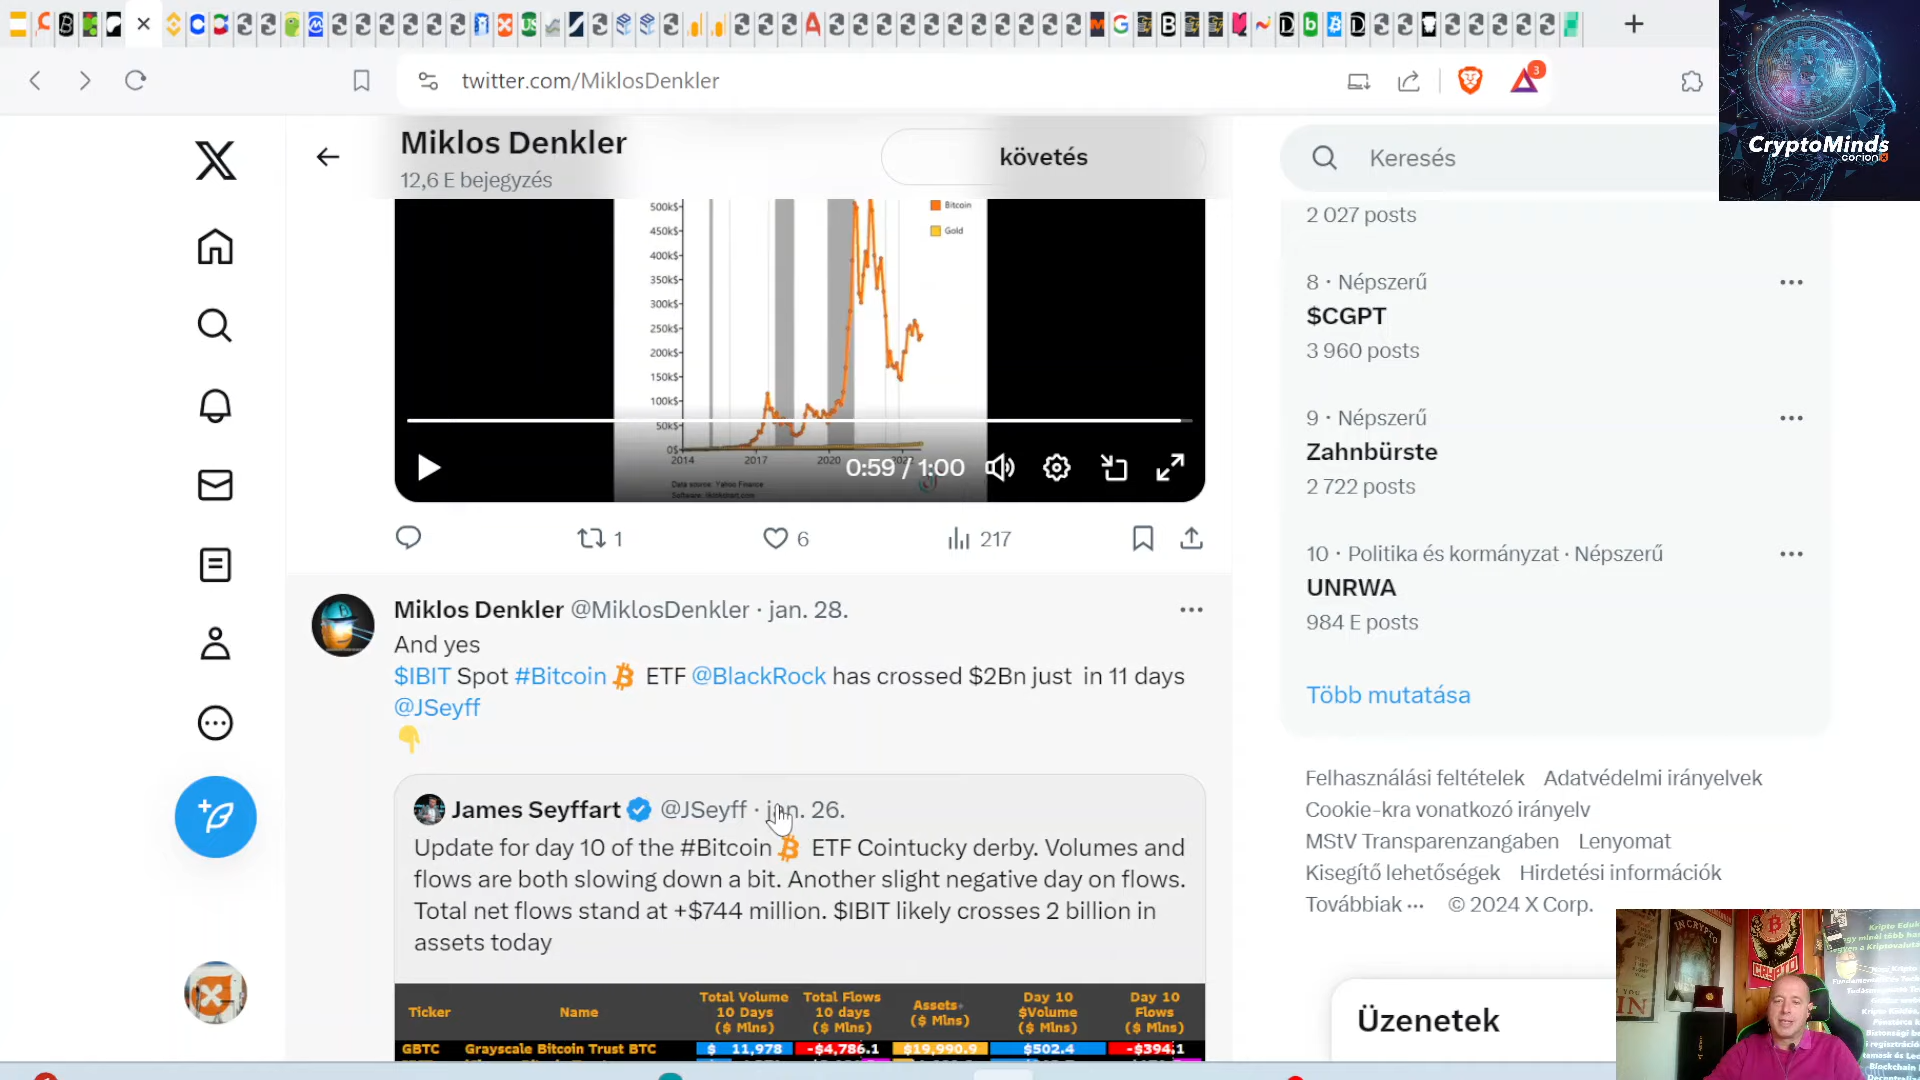 twitter.com/MiklosDenkler
3
CryptoMinds
corion
Miklos Denkler
12,6 E bejegyzés
követés
Keresés
500k$
450k$
400k$
350k$
300k$
250k$
200k$
150k$
100k$
50k$
0$
2014
2017
2020
Bitcoin
Gold
Data source: Yahoo Finance
0:59 / 1:00
1
6
217
Miklos Denkler @MiklosDenkler · jan. 28.
And yes
$IBIT Spot #Bitcoin ETF @BlackRock has crossed $2Bn just in 11 days
@JSeyff
James Seyffart @JSeyff · jan. 26.
Update for day 10 of the #Bitcoin ETF Cointucky derby. Volumes and
flows are both slowing down a bit. Another slight negative day on flows.
Total net flows stand at +$744 million. $IBIT likely crosses 2 billion in
assets today
Ticker
Name
Total Volume
10 Days
($ Mlns)
Total Flows
10 days
($ Mlns)
Assets
($ Mlns)
Day 10
$Volume
($ Mlns)
Day 10
Flows
($ Mlns)
GBTC
Grayscale Bitcoin Trust BTC
$ 11,978
-$4,786.1
$19,990.9
$502.4
-$394.1
2 027 posts
8 · Népszerű
$CGPT
3 960 posts
9 · Népszerű
Zahnbürste
2 722 posts
10 · Politika és kormányzat · Népszerű
UNRWA
984 E posts
Több mutatása
Felhasználási feltételek Adatvédelmi irányelvek
Cookie-kra vonatkozó irányelv
MStV Transparenzangaben Lenyomat
Kisegítő lehetőségek Hirdetési információk
Továbbiak ··· © 2024 X Corp.
Üzenetek
IN CRYPTO
CRYPTO